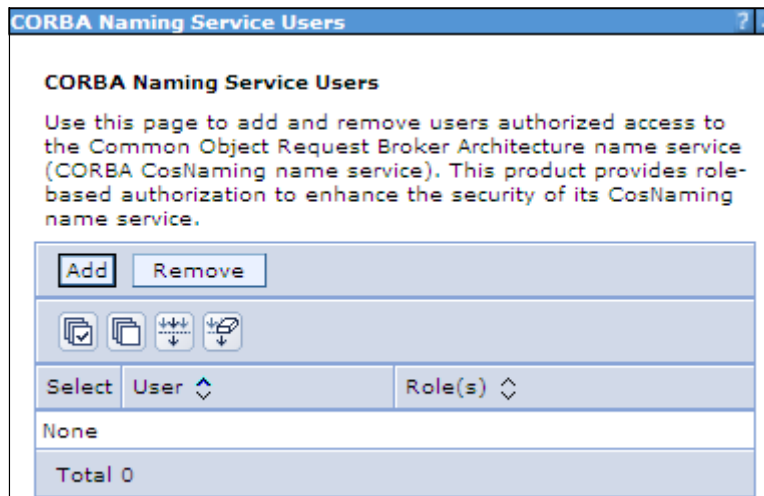 CORBA Naming Service Users ?
CORBA Naming Service Users
Use this page to add and remove users authorized access to
the Common Object Request Broker Architecture name service
(CORBA CosNaming name service). This product provides role-
based authorization to enhance the security of its CosNaming
name service.
Add Remove
Select User Role(s)
None
Total 0